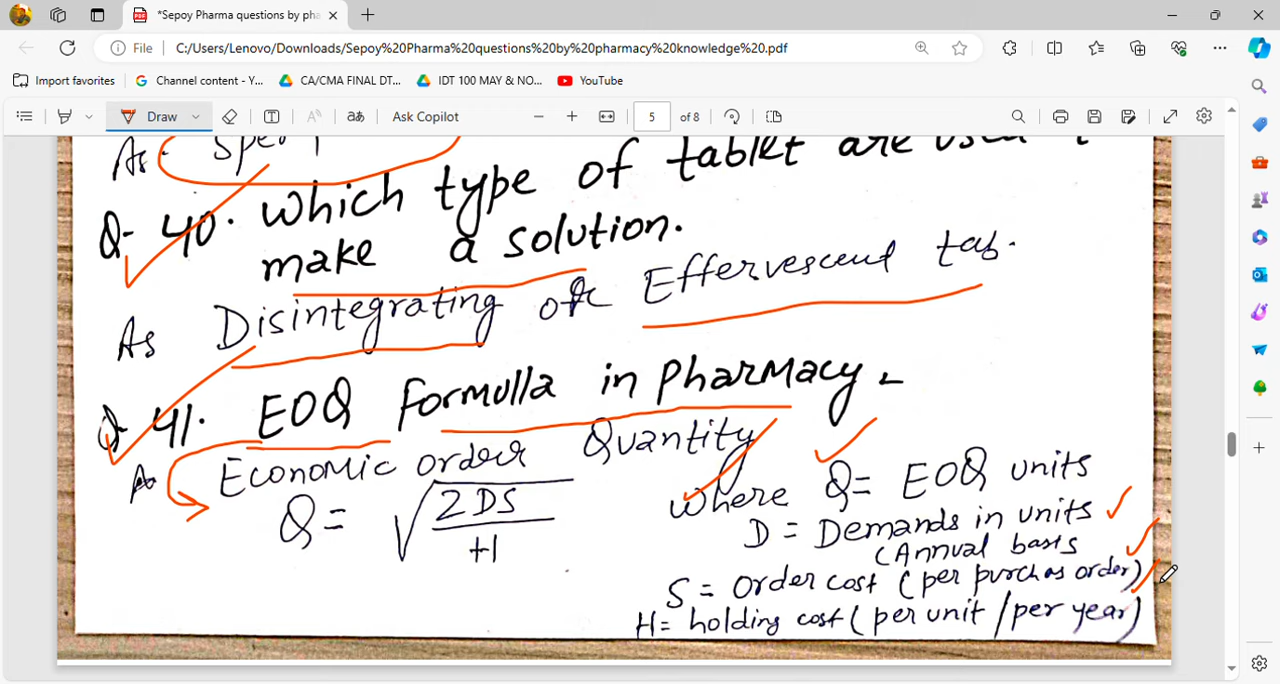 *Sepoy Pharma questions by pha
File
C:/Users/Lenovo/Downloads/Sepoy%20Pharma%20questions%20by%20pharmacy%20knowledge%20.pdf
Import favorites
Channel content - Y...
CA/CMA FINAL DT...
IDT 100 MAY & NO...
YouTube
Draw
Ask Copilot
5 of 8
As
Q- 40. Which type of tablet are used
make a solution.
As Disintegrating or Effervescent tab.
Q- 41. EOQ Formulla in Pharmacy
As Economic order Quantity
Q = √ 2DS
H
where Q = EOQ units
D = Demands in units
(Annual basis
S = order cost (per purchas order)
H = holding cost (per unit / per year)